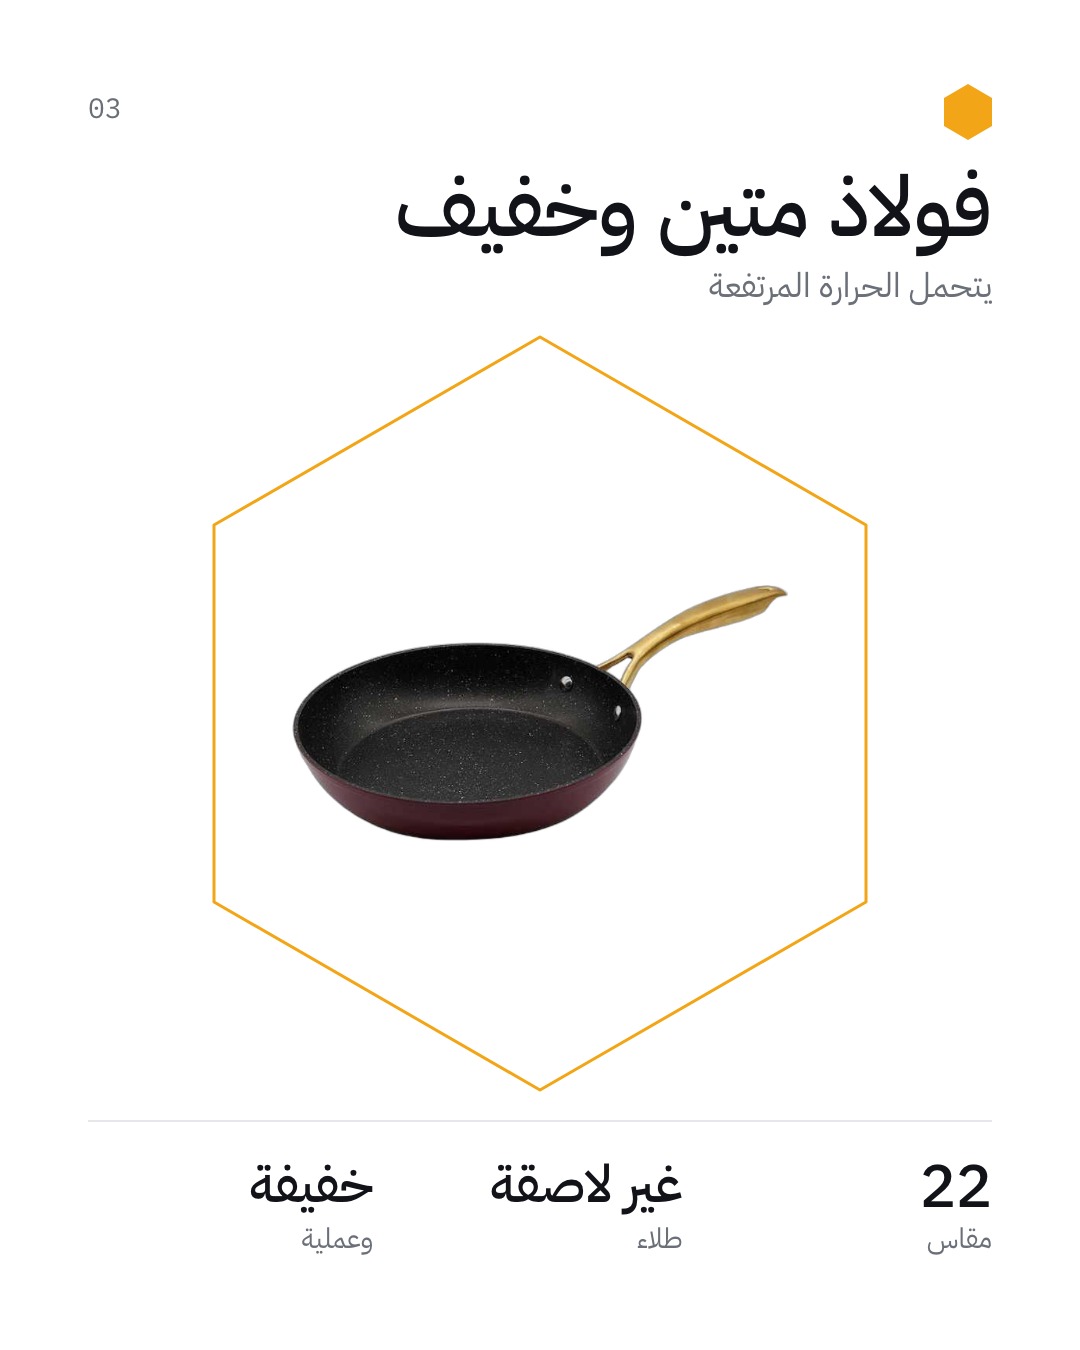 03
فولاذ متين وخفيف
يتحمل الحرارة المرتفعة
22
مقاس
غير لاصقة
طلاء
خفيفة
وعملية